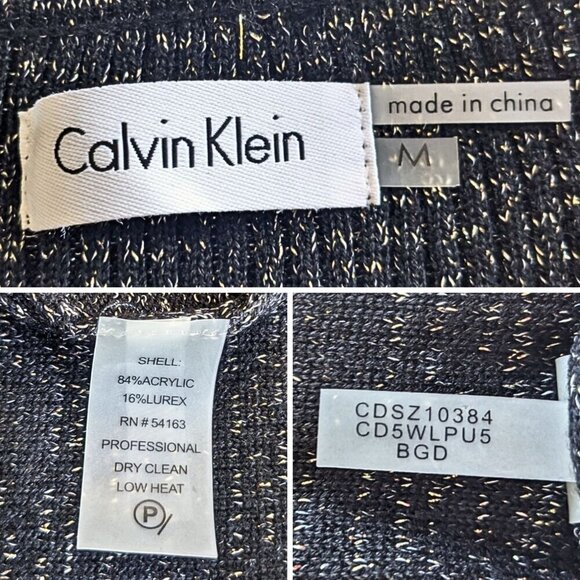 Calvin Klein
made in china
M
SHELL:
84%ACRYLIC
16%LUREX
RN # 54163
PROFESSIONAL
DRY CLEAN
LOW HEAT
P
CDSZ10384
CD5WLPU5
BGD